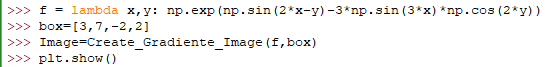 >>> f = lambda x,y: np.exp(np.sin(2*x-y)-3*np.sin(3*x)*np.cos(2*y))
>>> box=[3,7,-2,2]
>>> Image=Create_Gradiente_Image(f,box)
>>> plt.show()